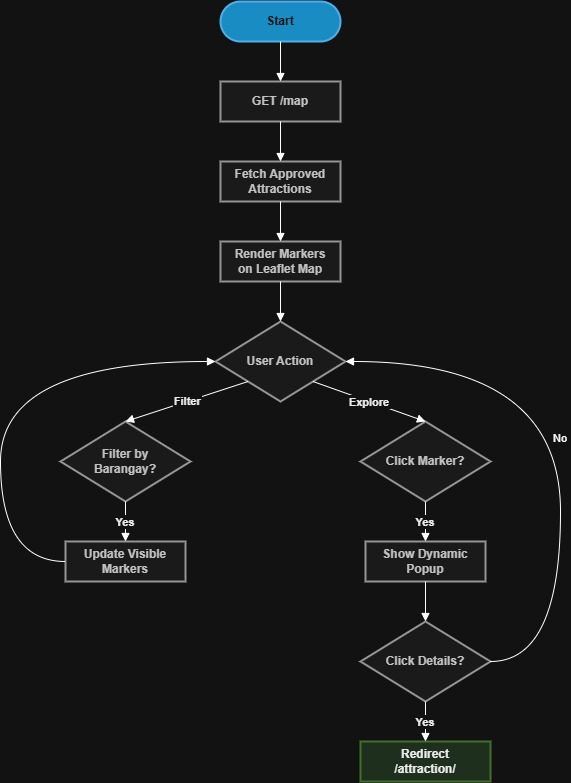 Start
GET /map
Fetch Approved
Attractions
Render Markers
on Leaflet Map
User Action
Filter
Explore
Filter by
Barangay?
Click Marker?
No
Yes
Yes
Update Visible
Markers
Show Dynamic
Popup
Click Details?
Yes
Redirect
/attraction/